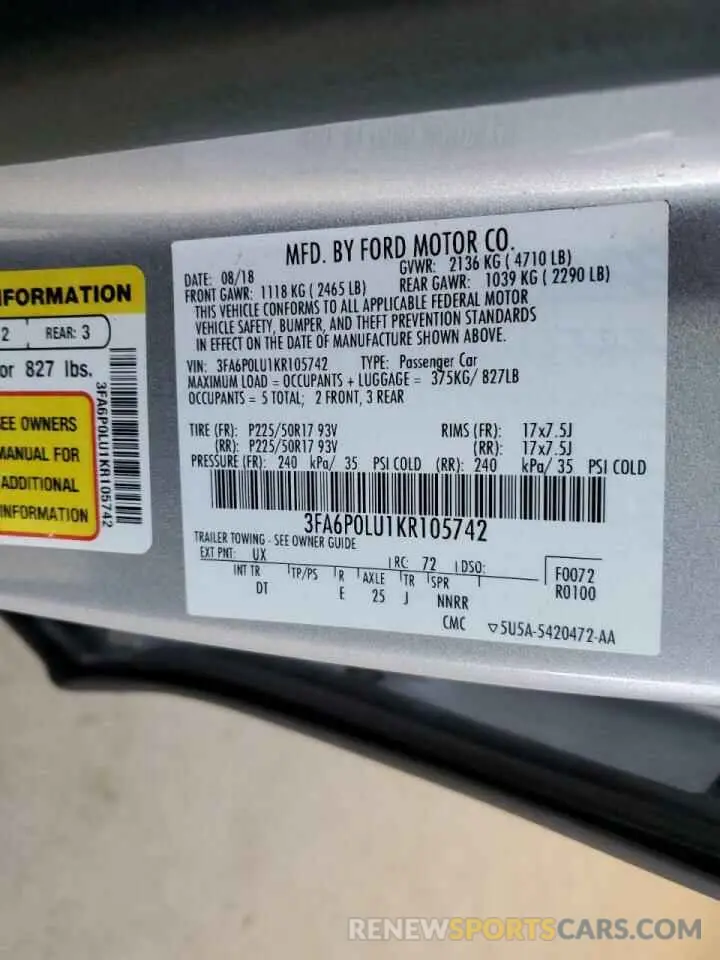 NFORMATION
2 REAR: 3
or 827 lbs.
EE OWNERS
MANUAL FOR
ADDITIONAL
INFORMATION
3FA6P0LU1KR105742
MFD. BY FORD MOTOR CO.
DATE: 08/18 GVWR: 2136 KG ( 4710 LB)
FRONT GAWR: 1118 KG ( 2465 LB) REAR GAWR: 1039 KG ( 2290 LB)
THIS VEHICLE CONFORMS TO ALL APPLICABLE FEDERAL MOTOR
VEHICLE SAFETY, BUMPER, AND THEFT PREVENTION STANDARDS
IN EFFECT ON THE DATE OF MANUFACTURE SHOWN ABOVE.
VIN: 3FA6P0LU1KR105742 TYPE: Passenger Car
MAXIMUM LOAD = OCCUPANTS + LUGGAGE = 375KG/ 827LB
OCCUPANTS = 5 TOTAL; 2 FRONT, 3 REAR
TIRE (FR): P225/50R17 93V RIMS (FR): 17x7.5J
(RR): P225/50R17 93V (RR): 17x7.5J
PRESSURE (FR): 240 kPa/ 35 PSI COLD (RR): 240 kPa/ 35 PSI COLD
3FA6P0LU1KR105742
TRAILER TOWING - SEE OWNER GUIDE
EXT PNT: UX RC: 72 DSO: F0072
INT TR TP/PS R AXLE TR SPR R0100
DT E 25 J NNRR
CMC ▽5U5A-5420472-AA
RENEWSPORTSCARS.COM